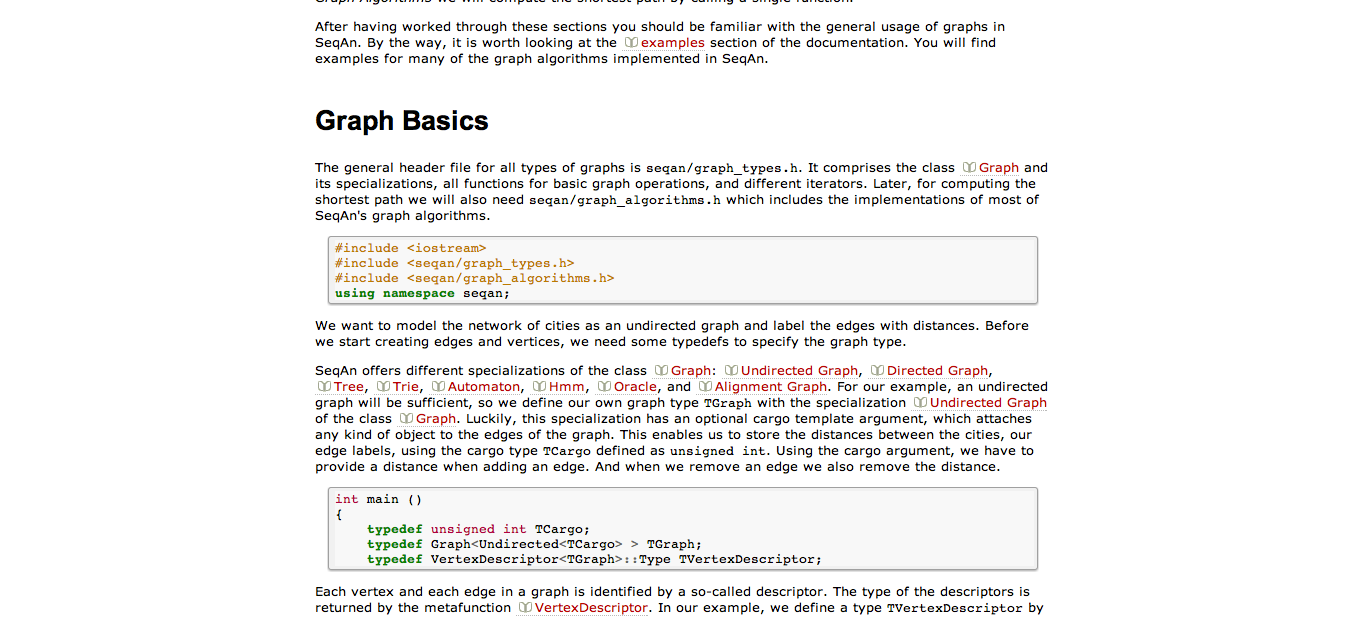 Graph Algorithms we will compute the shortest path by calling a single function.
After having worked through these sections you should be familiar with the general usage of graphs in
SeqAn. By the way, it is worth looking at the examples section of the documentation. You will find
examples for many of the graph algorithms implemented in SeqAn.
Graph Basics
The general header file for all types of graphs is seqan/graph_types.h. It comprises the class Graph and
its specializations, all functions for basic graph operations, and different iterators. Later, for computing the
shortest path we will also need seqan/graph_algorithms.h which includes the implementations of most of
SeqAn's graph algorithms.
#include <iostream>
#include <seqan/graph_types.h>
#include <seqan/graph_algorithms.h>
using namespace seqan;
We want to model the network of cities as an undirected graph and label the edges with distances. Before
we start creating edges and vertices, we need some typedefs to specify the graph type.
SeqAn offers different specializations of the class Graph: Undirected Graph, Directed Graph,
Tree, Trie, Automaton, Hmm, Oracle, and Alignment Graph. For our example, an undirected
graph will be sufficient, so we define our own graph type TGraph with the specialization Undirected Graph
of the class Graph. Luckily, this specialization has an optional cargo template argument, which attaches
any kind of object to the edges of the graph. This enables us to store the distances between the cities, our
edge labels, using the cargo type TCargo defined as unsigned int. Using the cargo argument, we have to
provide a distance when adding an edge. And when we remove an edge we also remove the distance.
int main ()
{
typedef unsigned int TCargo;
typedef Graph<Undirected<TCargo> > TGraph;
typedef VertexDescriptor<TGraph>::Type TVertexDescriptor;
Each vertex and each edge in a graph is identified by a so-called descriptor. The type of the descriptors is
returned by the metafunction VertexDescriptor. In our example, we define a type TVertexDescriptor by